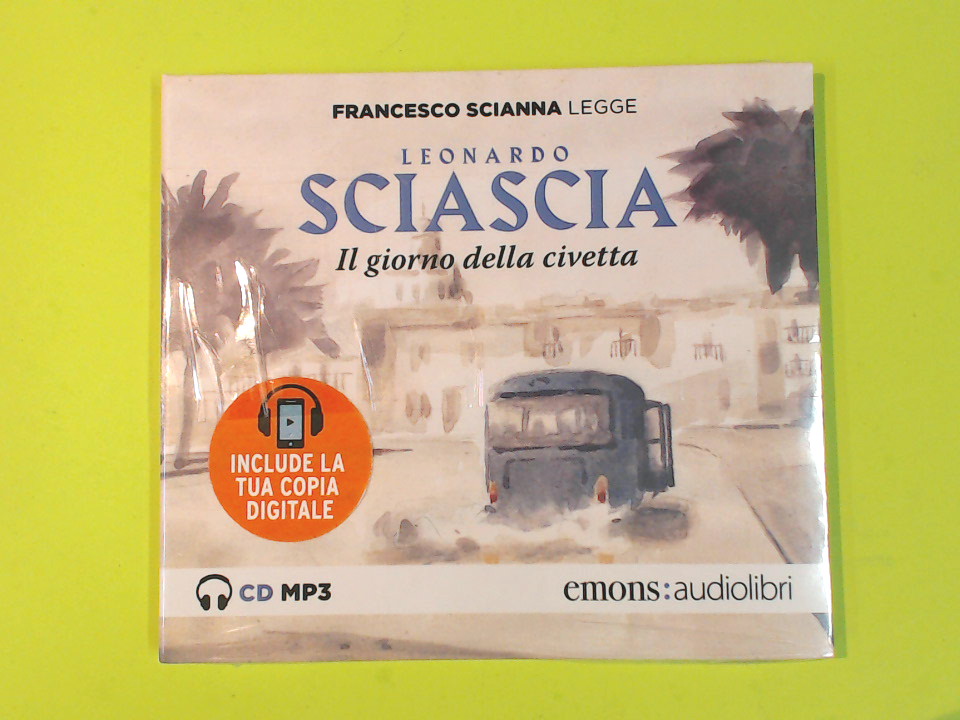 FRANCESCO SCIANNA LEGGE
LEONARDO
SCIASCIA
Il giorno della civetta
INCLUDE LA
TUA COPIA
DIGITALE
CD MP3
emons:audiolibri